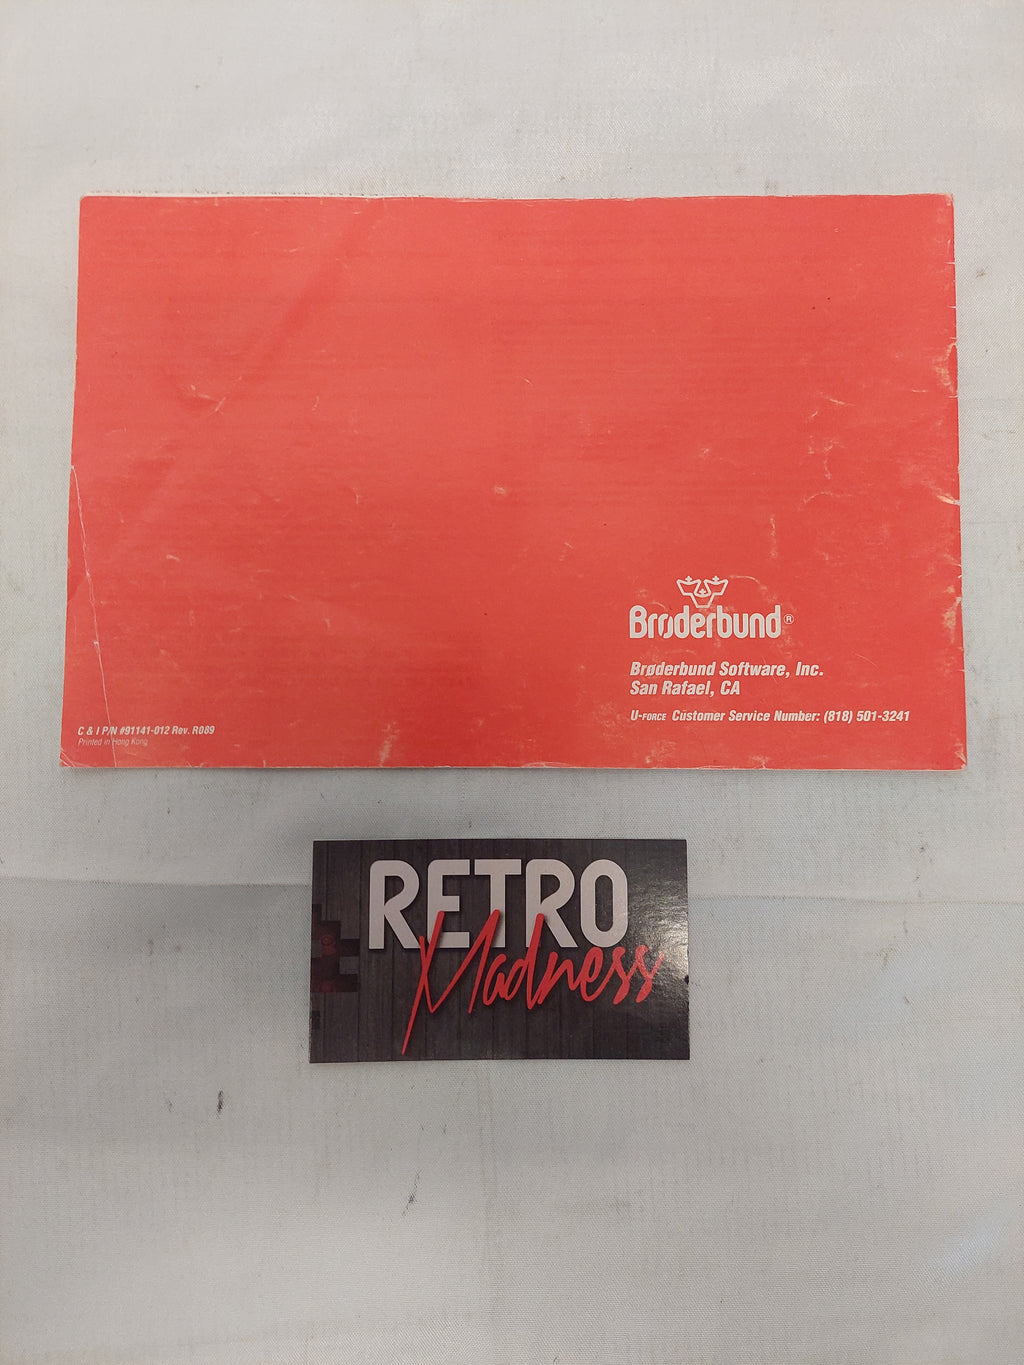 Brøderbund®
Brøderbund Software, Inc.
San Rafael, CA
U-FORCE Customer Service Number: (818) 501-3241
C & I P/N #91141-012 Rev. R089
Printed in Hong Kong
RETRO
Madness